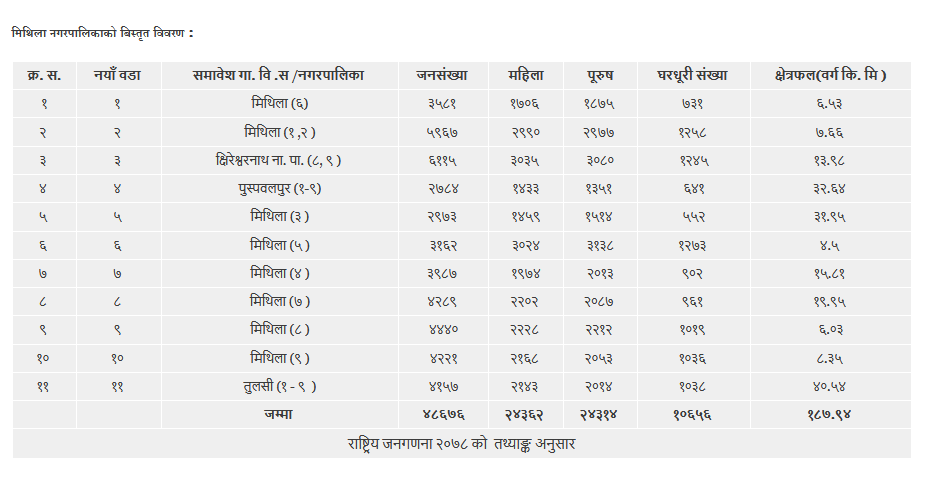 मिथिला नगरपालिकाको बिस्तृत विवरण :
क्र. स. नयाँ वडा समावेश गा. वि .स /नगरपालिका जनसंख्या महिला पूरुष घरधूरी संख्या क्षेत्रफल(वर्ग कि. मि )
१ १ मिथिला (६) ३५८१ १७०६ १८७५ ७३१ ६.५३
२ २ मिथिला (१ ,२ ) ५९६७ २९९० २९७७ १२५८ ७.६६
३ ३ क्षिरेश्वरनाथ ना. पा. (८, ९ ) ६११५ ३०३५ ३०८० १२४५ १३.९८
४ ४ पुस्पवलपुर (१-९) २७८४ १४३३ १३५१ ६४१ ३२.६४
५ ५ मिथिला (३ ) २९७३ १४५९ १५१४ ५५२ ३१.९५
६ ६ मिथिला (५ ) ३१६२ ३०२४ ३१३८ १२७३ ४.५
७ ७ मिथिला (४ ) ३९८७ १९७४ २०१३ ९०२ १५.८१
८ ८ मिथिला (७ ) ४२८९ २२०२ २०८७ ९६१ १९.९५
९ ९ मिथिला (८ ) ४४४० २२२८ २२१२ १०१९ ६.०३
१० १० मिथिला (९ ) ४२२१ २१६८ २०५३ १०३६ ८.३५
११ ११ तुलसी (१ - ९ ) ४१५७ २१४३ २०१४ १०३८ ४०.५४
जम्मा ४८६७६ २४३६२ २४३१४ १०६५६ १८७.९४
राष्ट्रिय जनगणना २०७८ को तथ्याङ्क अनुसार